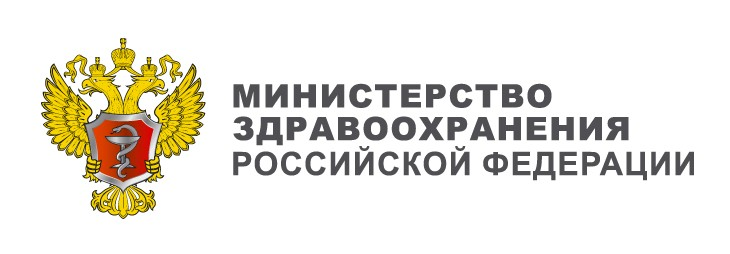 МИНИСТЕРСТВО
ЗДРАВООХРАНЕНИЯ
РОССИЙСКОЙ ФЕДЕРАЦИИ